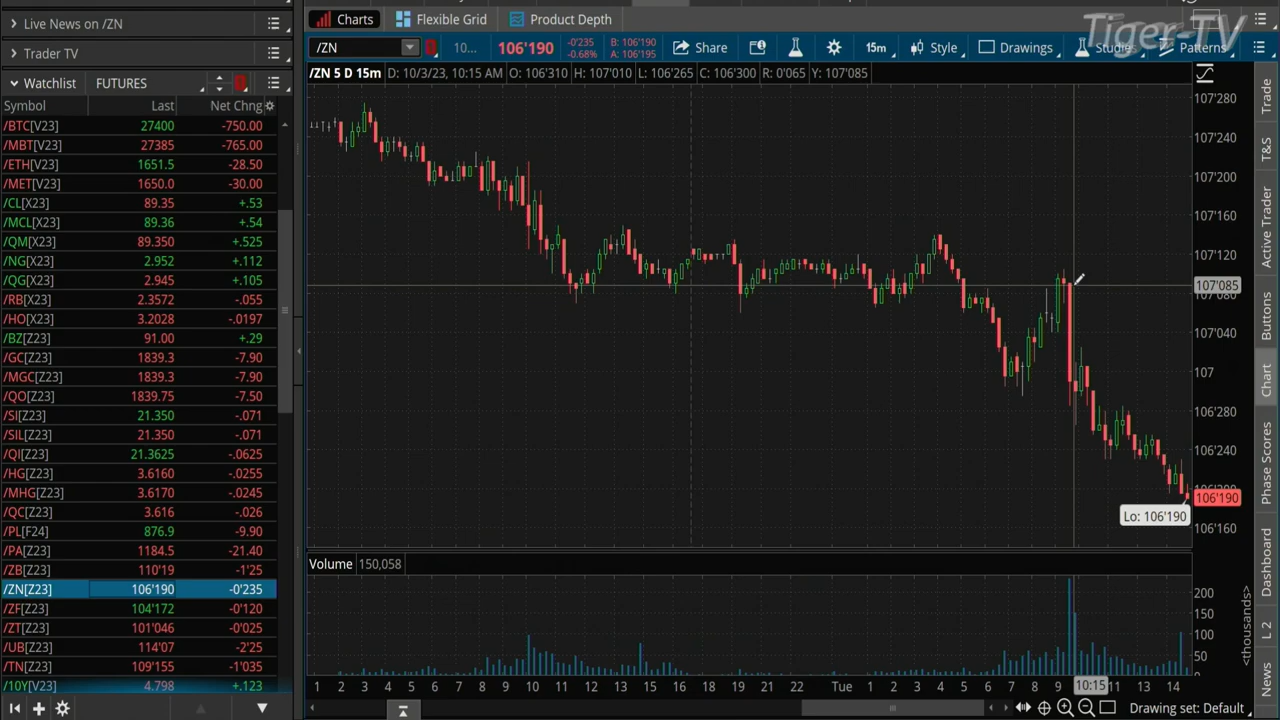 Live News on /ZN
Charts Flexible Grid Product Depth
Tiger-TV
Trader TV
/ZN 10... 106'190 -0'235 -0.68% B: 106'190 A: 106'195 Share 15m Style Drawings Studies Patterns
/ZN 5 D 15m D: 10/3/23, 10:15 AM O: 106'310 H: 107'010 L: 106'265 C: 106'300 R: 0'065 Y: 107'085
Watchlist FUTURES
Symbol Last Net Chng
/BTC[V23] 27400 -750.00
/MBT[V23] 27385 -765.00
/ETH[V23] 1651.5 -28.50
/MET[V23] 1650.0 -30.00
/CL[X23] 89.35 +.53
/MCL[X23] 89.36 +.54
/QM[X23] 89.350 +.525
/NG[X23] 2.952 +.112
/QG[X23] 2.945 +.105
/RB[X23] 2.3572 -.055
/HO[X23] 3.2028 -.0197
/BZ[Z23] 91.00 +.29
/GC[Z23] 1839.3 -7.90
/MGC[Z23] 1839.3 -7.90
/QO[Z23] 1839.75 -7.50
/SI[Z23] 21.350 -.071
/SIL[Z23] 21.350 -.071
/QI[Z23] 21.3625 -.0625
/HG[Z23] 3.6160 -.0255
/MHG[Z23] 3.6170 -.0245
/QC[Z23] 3.616 -.026
/PL[F24] 876.9 -9.90
/PA[Z23] 1184.5 -21.40
/ZB[Z23] 110'19 -1'25
/ZN[Z23] 106'190 -0'235
/ZF[Z23] 104'172 -0'120
/ZT[Z23] 101'046 -0'025
/UB[Z23] 114'07 -2'25
/TN[Z23] 109'155 -1'035
/10Y[V23] 4.798 +.123
107'280
107'240
107'200
107'160
107'120
107'085
107'080
107'040
107
106'280
106'240
106'200
106'190
106'160
Lo: 106'190
Volume 150,058
200
150
100
50
<thousands>
1 2 3 4 5 6 7 8 9 10 11 12 13 14 15 16 18 19 20 21 22 Tue 1 2 3 4 5 6 7 8 9 10:15 11 12 13 14
Drawing set: Default
Trade
T&S
Active Trader
Buttons
Chart
Phase Scores
Dashboard
L 2
News